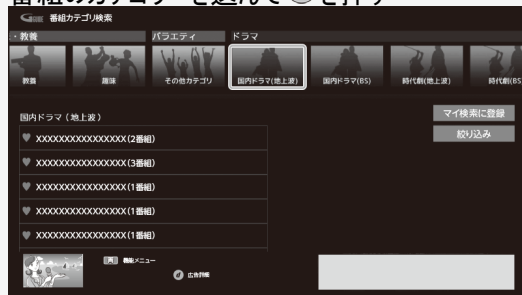 番組のカテゴリーを選んで を押す
GGUIDE 番組カテゴリ検索
・教養 バラエティ ドラマ
教養 趣味 その他カテゴリ 国内ドラマ(地上波) 国内ドラマ(BS) 時代劇(地上波) 時代劇(BS
国内ドラマ(地上波)
マイ検索に登録
絞り込み
XXXXXXXXXXXXXXXX(2番組)
XXXXXXXXXXXXXXXX(3番組)
XXXXXXXXXXXXXXXX(1番組)
XXXXXXXXXXXXXXXX(1番組)
XXXXXXXXXXXXXXXX(1番組)
機能メニュー
d 広告詳細